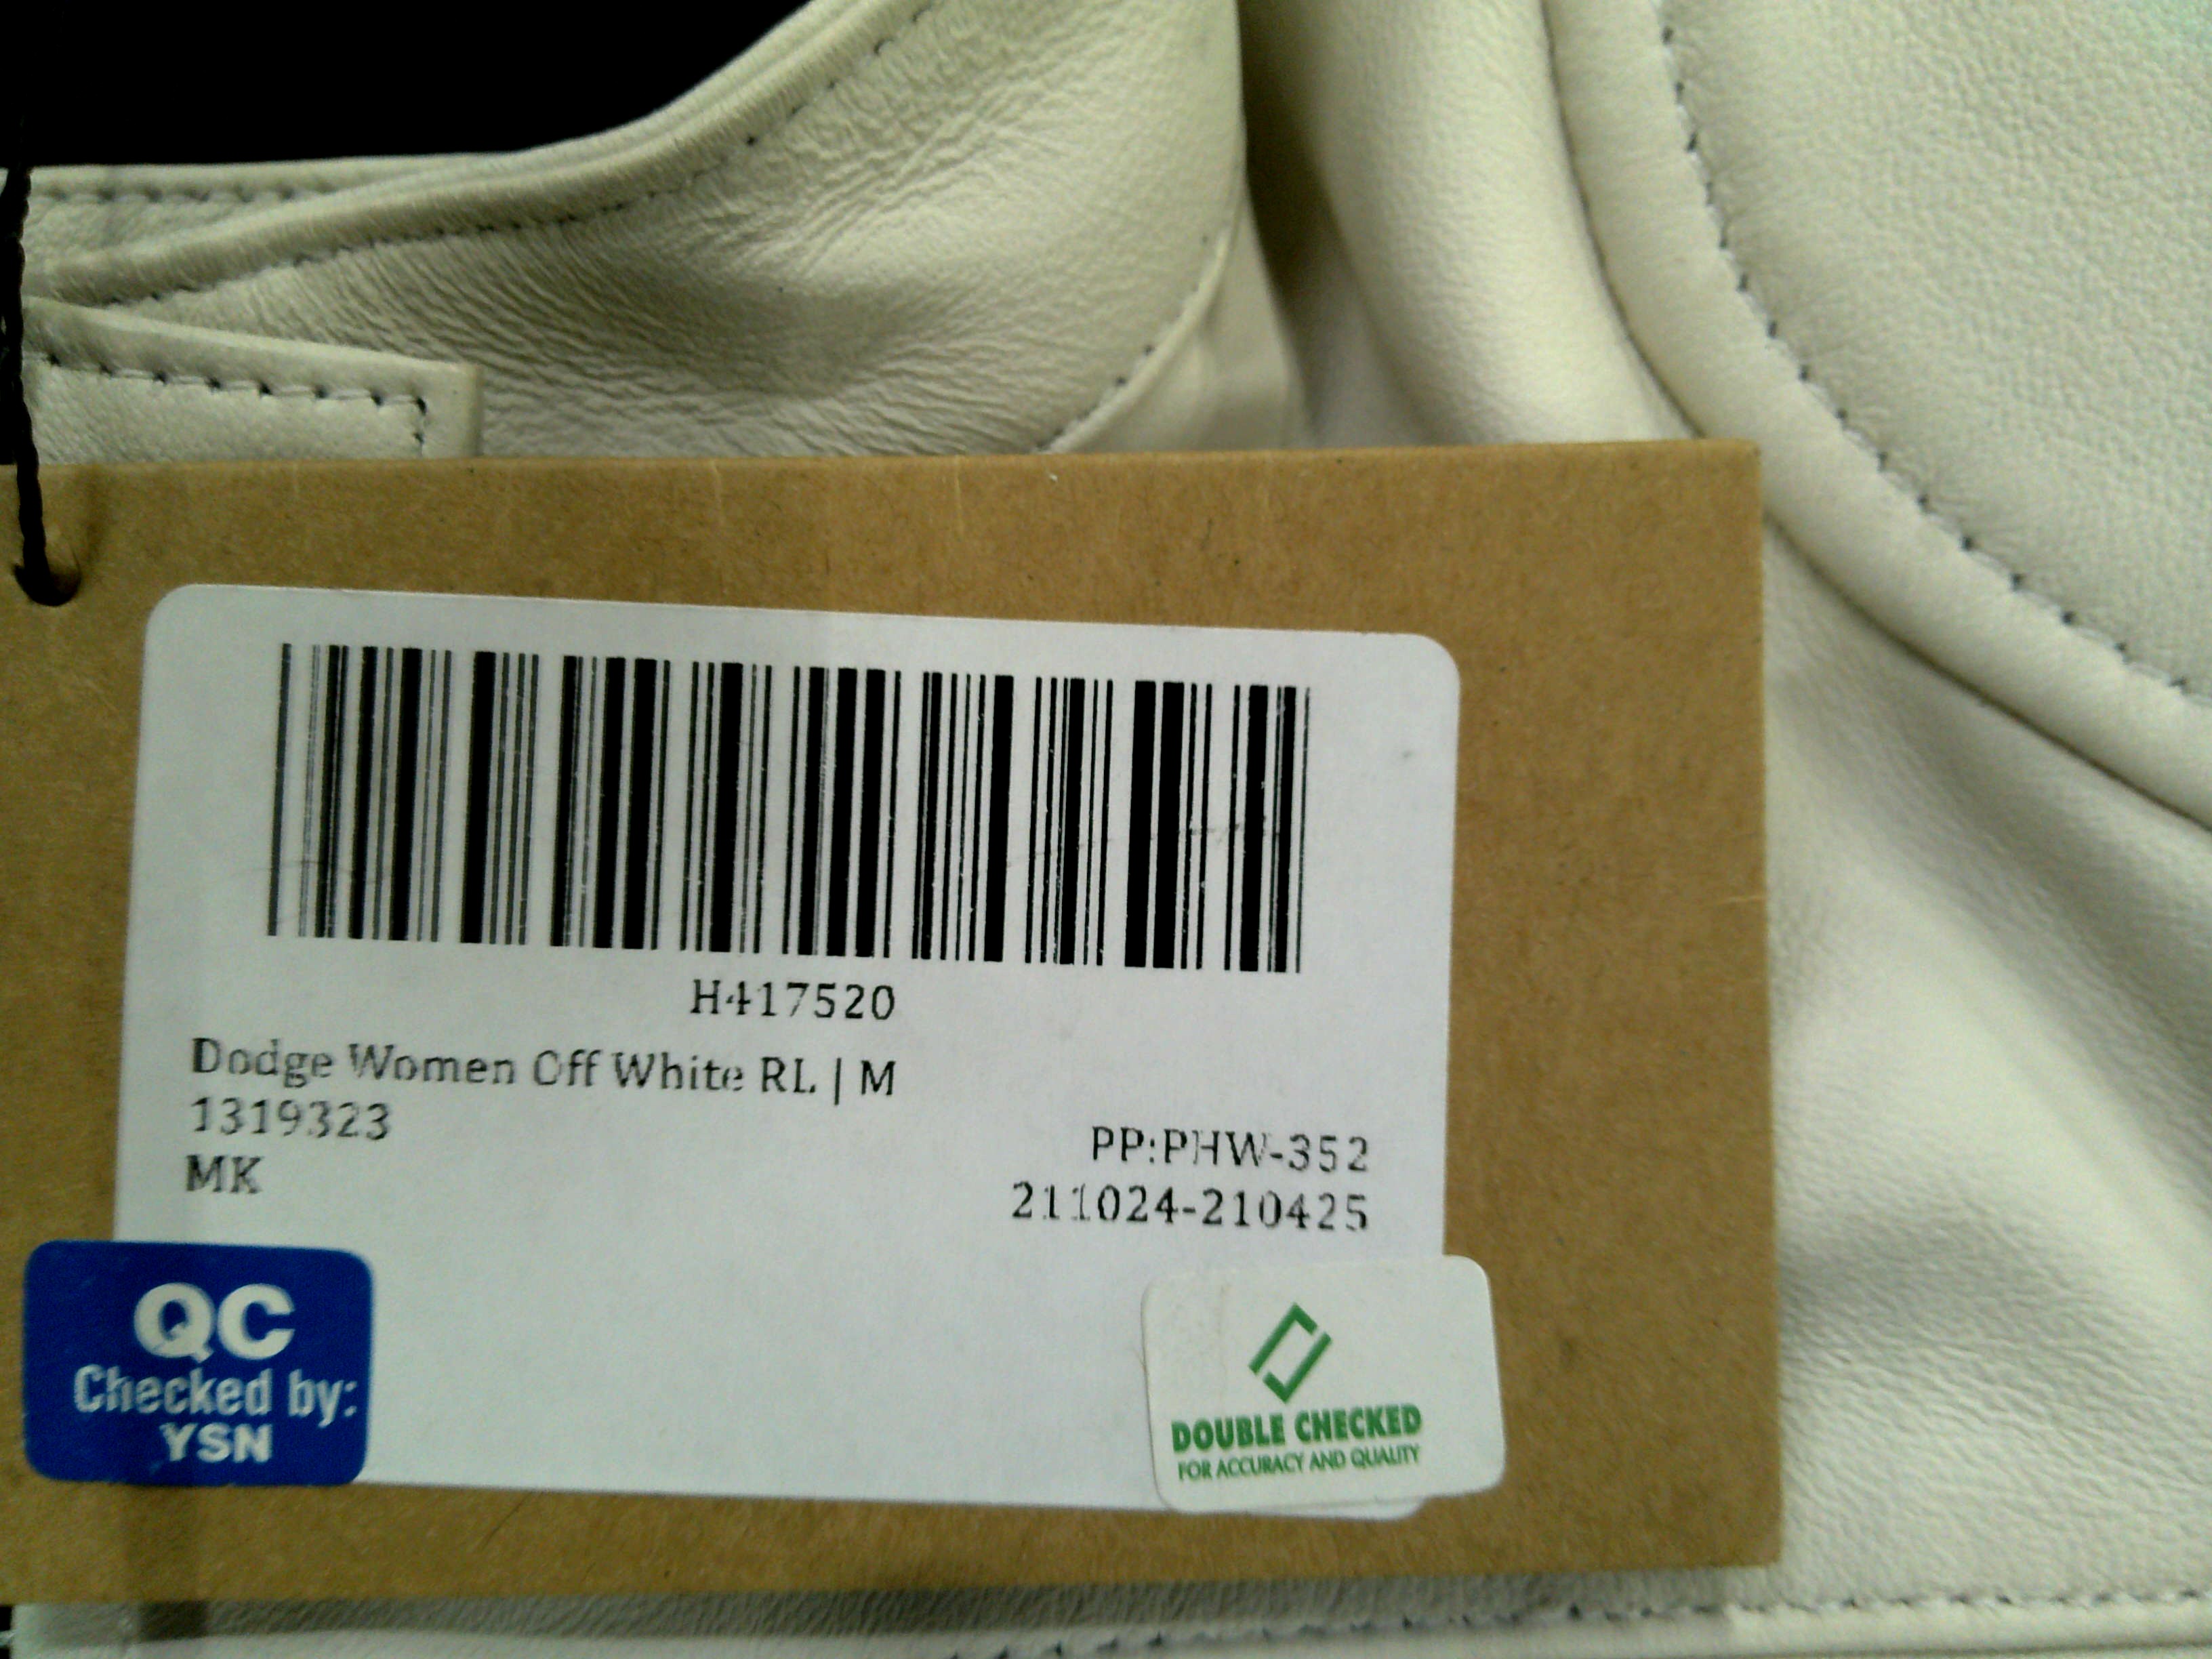 H417520
Dodge Women Off White RL | M
1319323
MK
PP:PHW-352
211024-210425
QC
Checked by:
YSN
DOUBLE CHECKED
FOR ACCURACY AND QUALITY